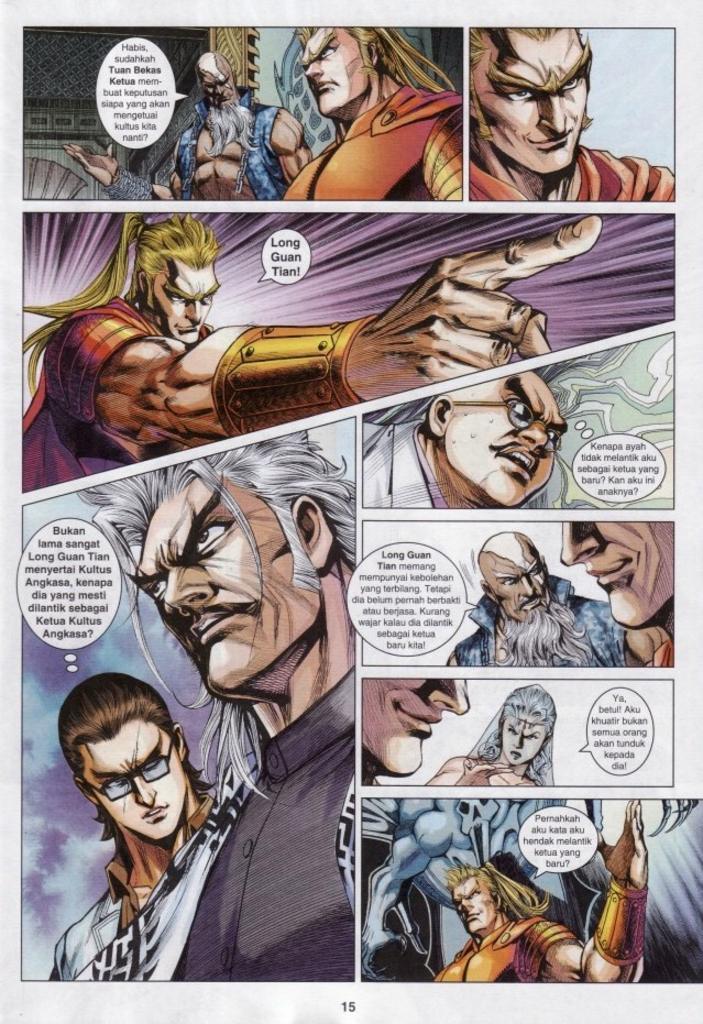 Habis,
sudahkah
Tuan Bekas
Ketua mem-
buat keputusan
siapa yang akan
mengetuai
kultus kita
nanti?
Long
Guan
Tian!
Kenapa ayah
tidak melantik aku
sebagai ketua yang
baru? Kan aku ini
anaknya?
Bukan
lama sangat
Long Guan Tian
menyertai Kultus
Angkasa, kenapa
dia yang mesti
dilantik sebagai
Ketua Kultus
Angkasa?
Long Guan
Tian memang
mempunyai kebolehan
yang terbilang. Tetapi
dia belum pernah berbakti
atau berjasa. Kurang
wajar kalau dia dilantik
sebagai ketua
baru kita!
Ya,
betul! Aku
khuatir bukan
semua orang
akan tunduk
kepada
dia!
Pernahkah
aku kata aku
hendak melantik
ketua yang
baru?
15